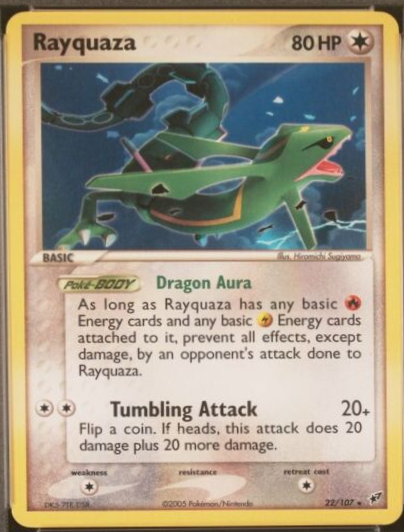 Rayquaza 80 HP
BASIC Illus. Hiromichi Sugiyama
Poké-BODY Dragon Aura
As long as Rayquaza has any basic
Energy cards and any basic Energy cards
attached to it, prevent all effects, except
damage, by an opponent's attack done to
Rayquaza.
Tumbling Attack 20+
Flip a coin. If heads, this attack does 20
damage plus 20 more damage.
weakness resistance retreat cost
©2005 Pokémon/Nintendo 22/107 ★